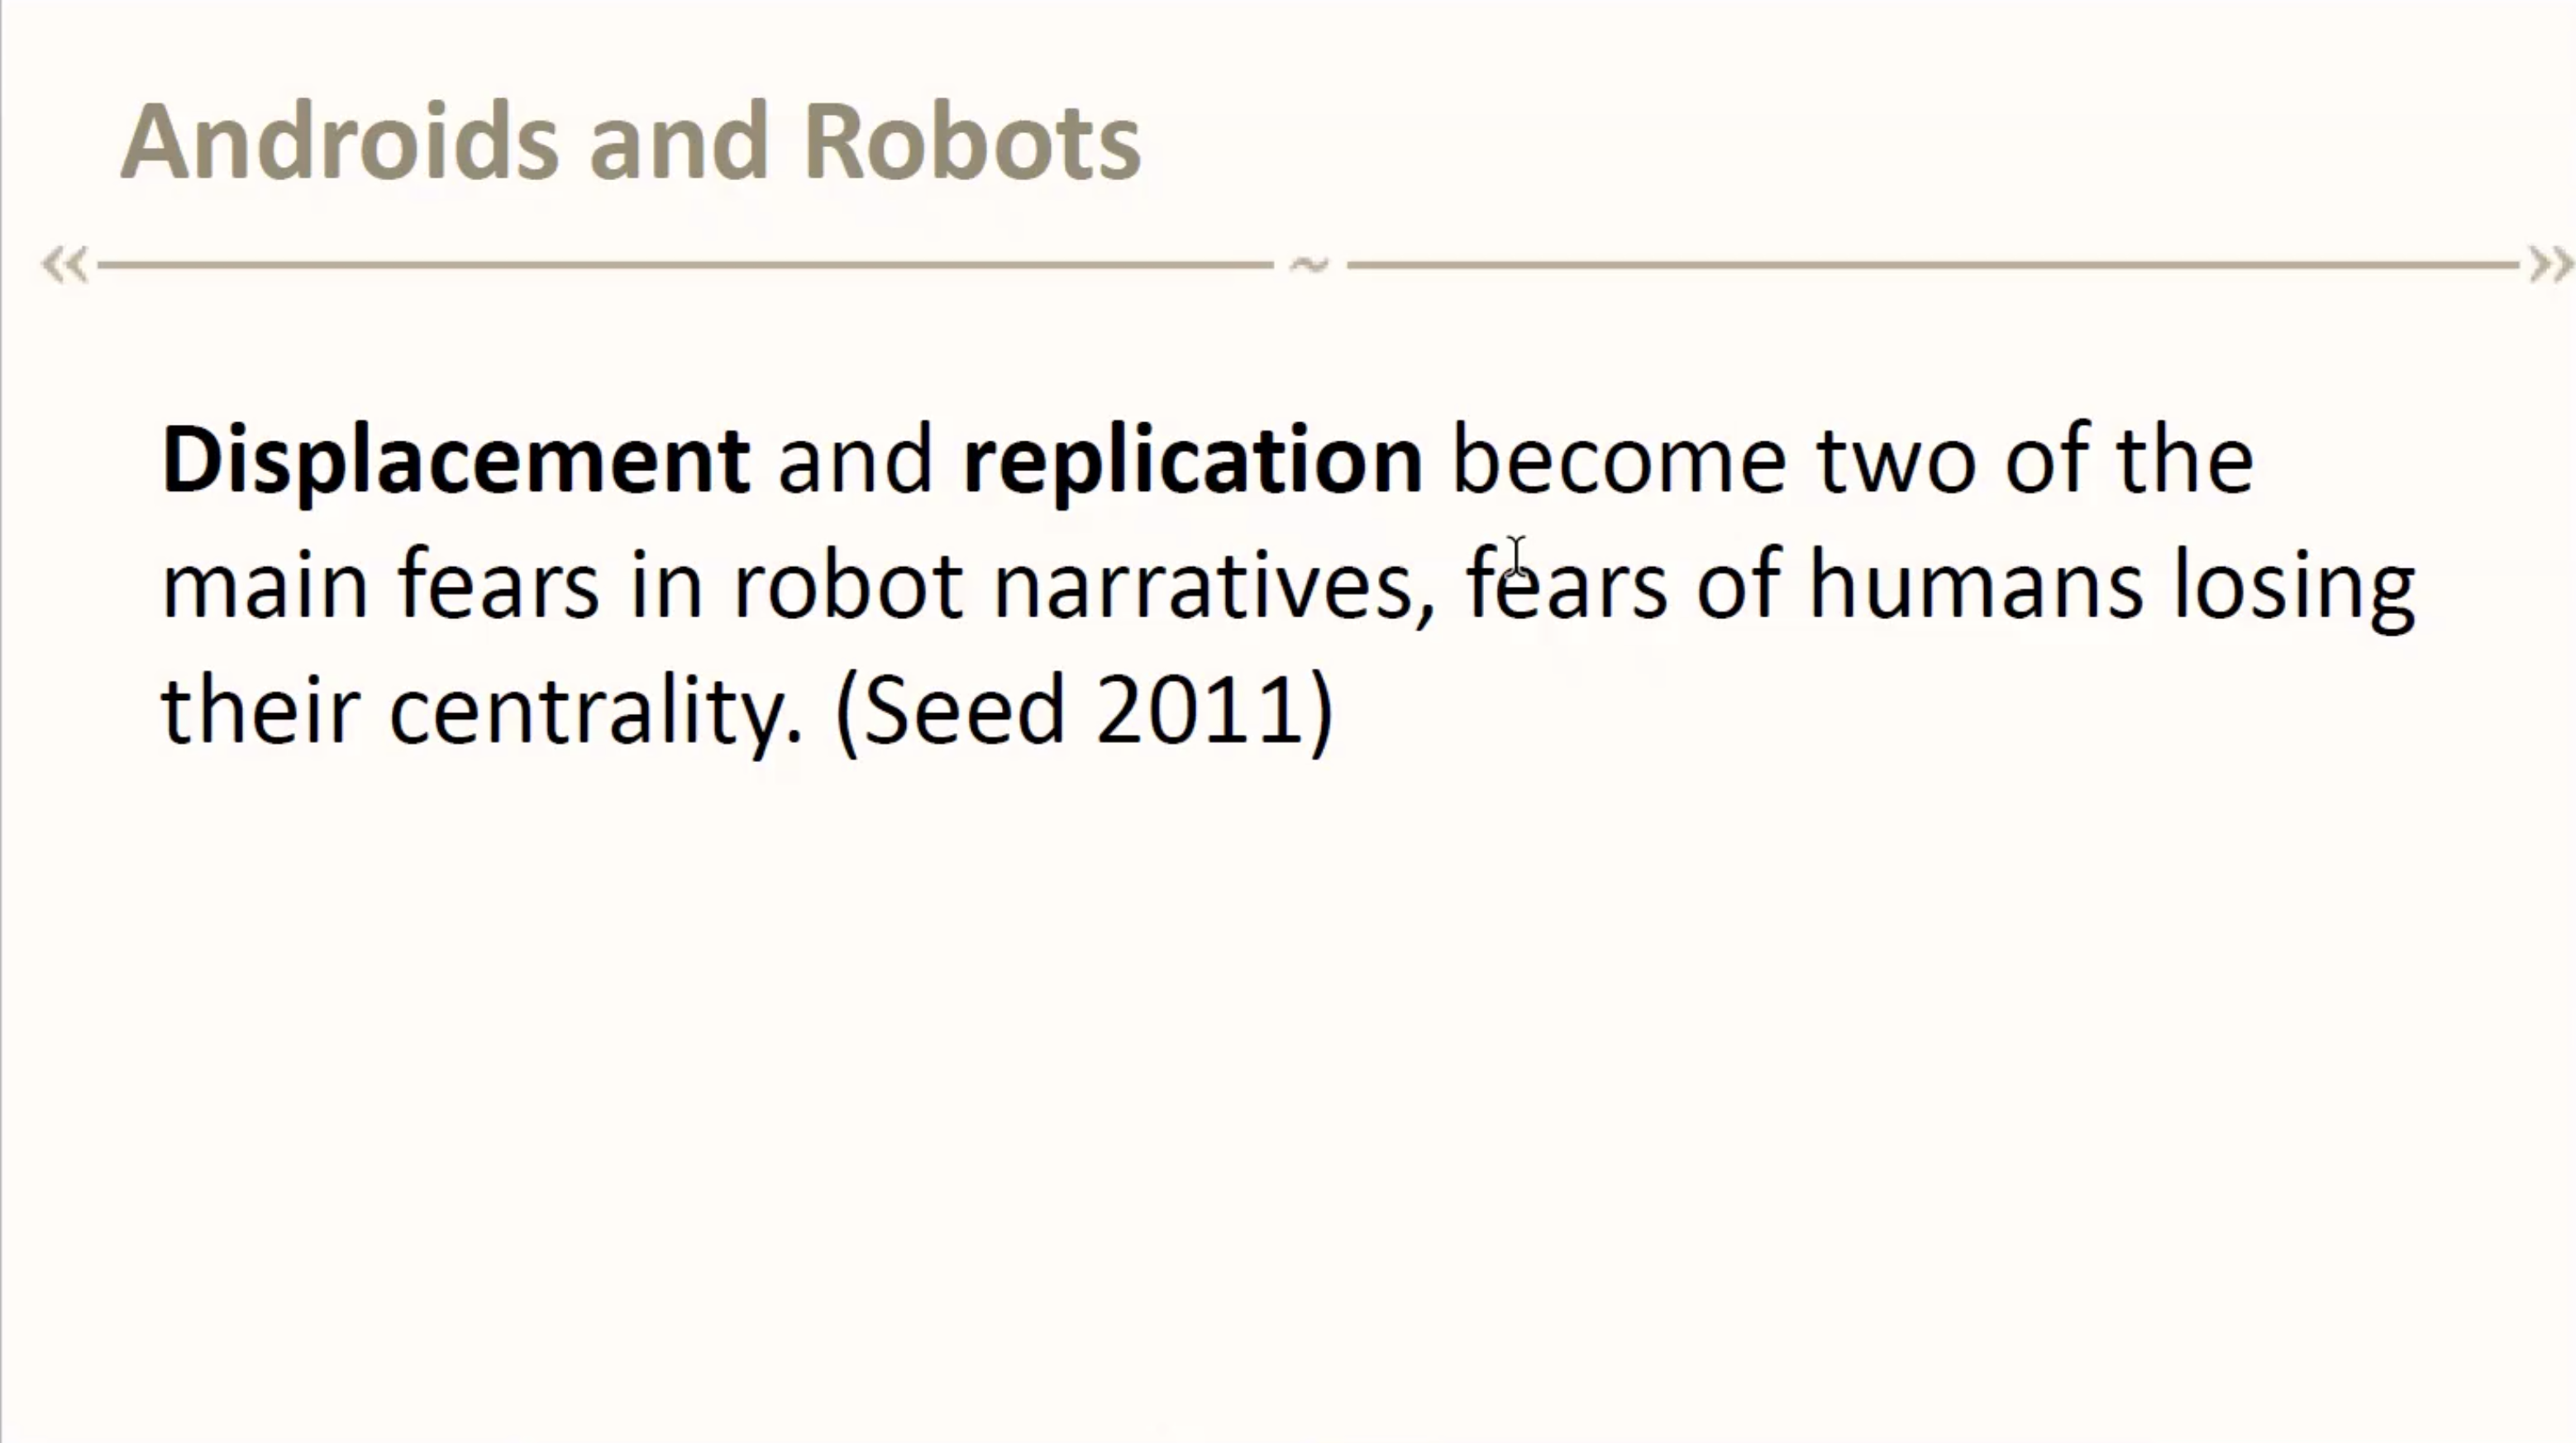 Androids and Robots
Displacement and replication become two of the
main fears in robot narratives, fears of humans losing
their centrality. (Seed 2011)